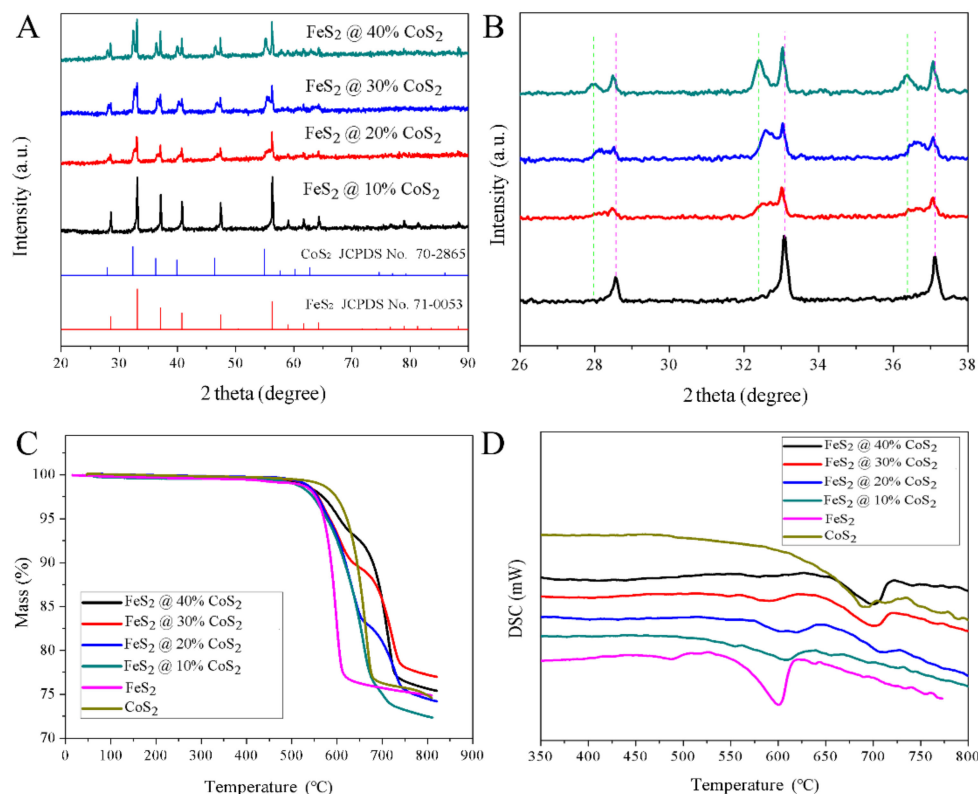 A
FeS₂ @ 40% CoS₂
FeS₂ @ 30% CoS₂
FeS₂ @ 20% CoS₂
FeS₂ @ 10% CoS₂
CoS₂ JCPDS No. 70-2865
FeS₂ JCPDS No. 71-0053
Intensity (a.u.)
20 30 40 50 60 70 80 90
2 theta (degree)
B
Intensity (a.u.)
26 28 30 32 34 36 38
2 theta (degree)
C
100
95
90
85
80
75
70
Mass (%)
FeS₂ @ 40% CoS₂
FeS₂ @ 30% CoS₂
FeS₂ @ 20% CoS₂
FeS₂ @ 10% CoS₂
FeS₂
CoS₂
0 100 200 300 400 500 600 700 800 900
Temperature (℃)
D
FeS₂ @ 40% CoS₂
FeS₂ @ 30% CoS₂
FeS₂ @ 20% CoS₂
FeS₂ @ 10% CoS₂
FeS₂
CoS₂
DSC (mW)
350 400 450 500 550 600 650 700 750 800
Temperature (℃)